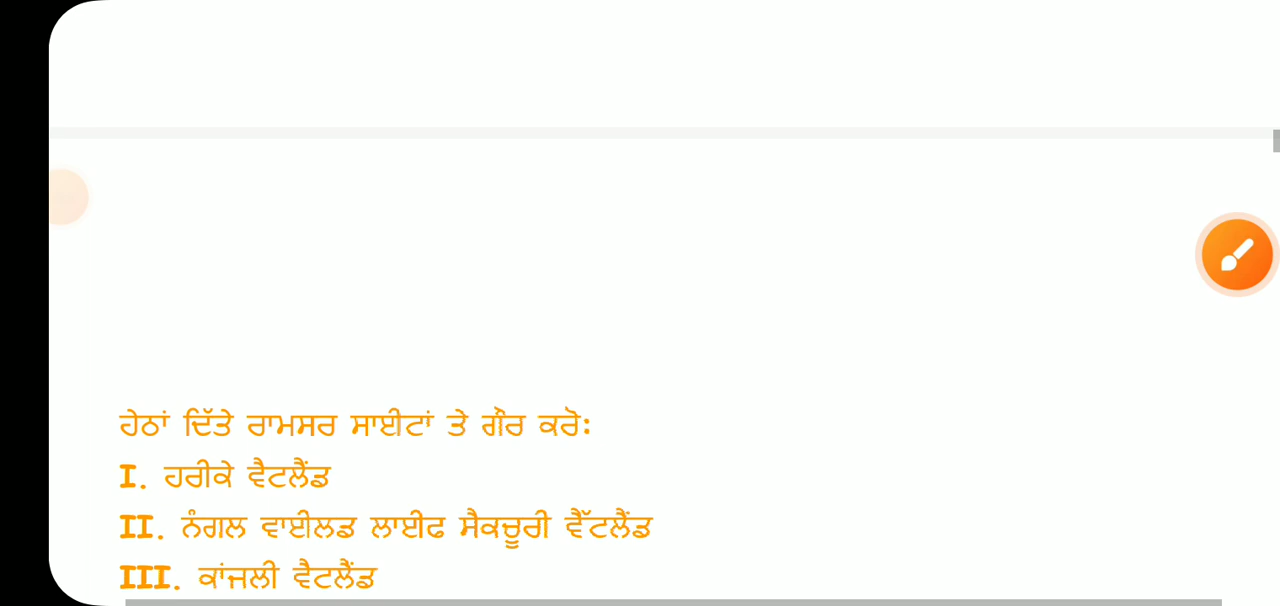 ਹੇਠਾਂ ਦਿੱਤੇ ਰਾਮਸਰ ਸਾਈਟਾਂ ਤੇ ਗੌਰ ਕਰੋ:
I. ਹਰੀਕੇ ਵੈਟਲੈਂਡ
II. ਨੰਗਲ ਵਾਈਲਡ ਲਾਈਫ ਸੈਕਚੂਰੀ ਵੈੱਟਲੈਂਡ
III. ਕਾਂਜਲੀ ਵੈਟਲੈਂਡ